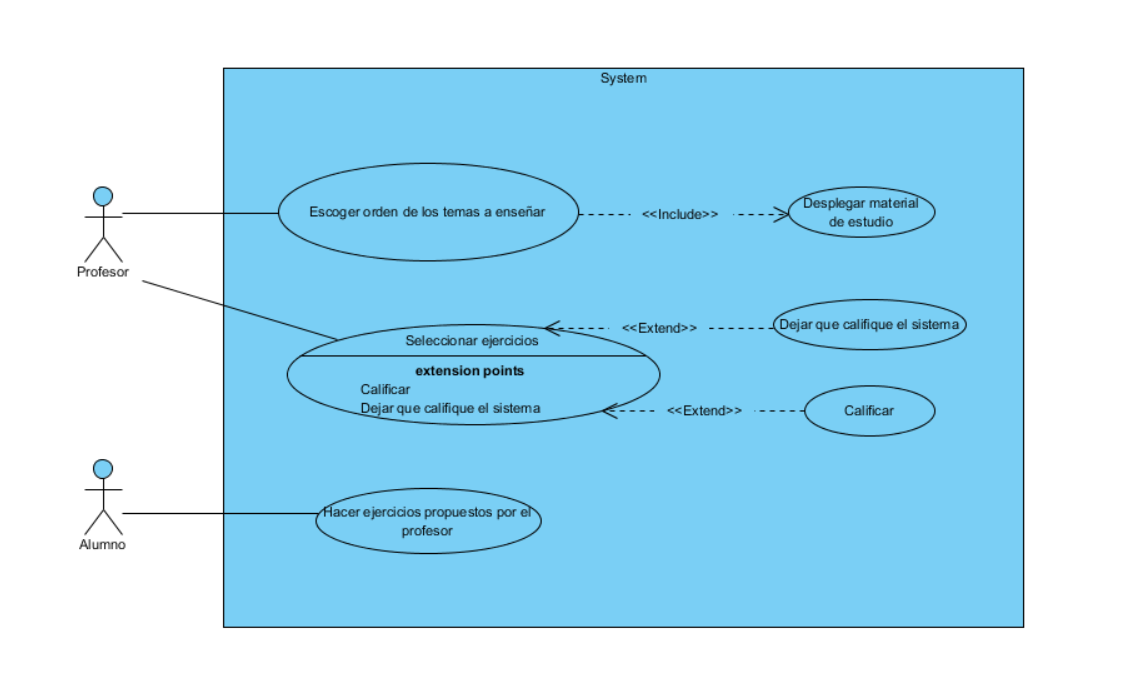 System
Escoger orden de los temas a enseñar
<<Include>>
Desplegar material
de estudio
Profesor
Seleccionar ejercicios
extension points
Calificar
Dejar que califique el sistema
<<Extend>>
Dejar que califique el sistema
<<Extend>>
Calificar
Alumno
Hacer ejercicios propuestos por el
profesor